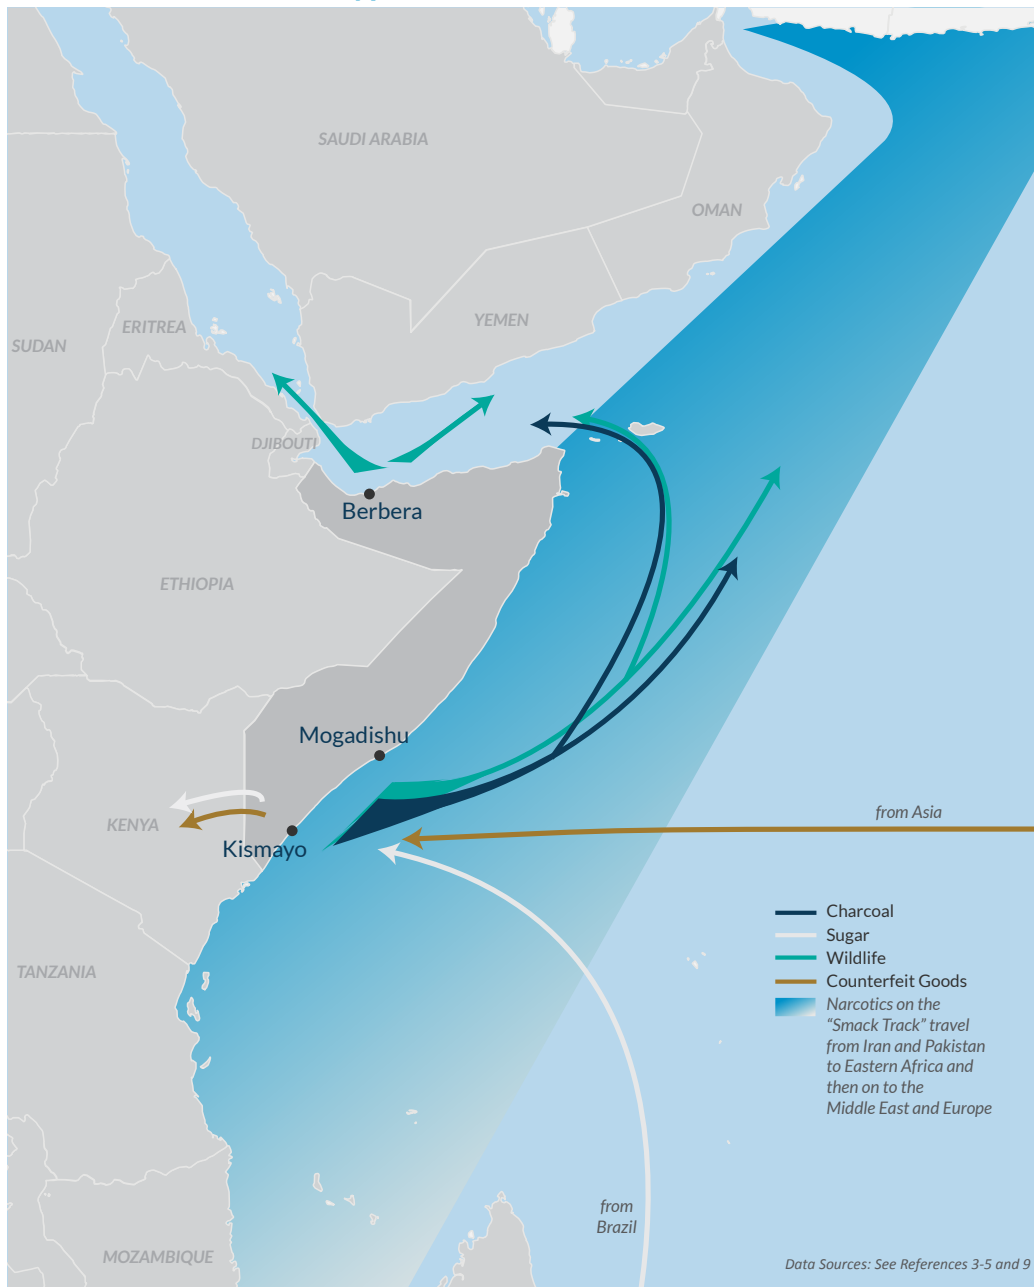 SAUDI ARABIA
OMAN
YEMEN
ERITREA
SUDAN
DJIBOUTI
Berbera
ETHIOPIA
Mogadishu
KENYA
Kismayo
from Asia
Charcoal
Sugar
Wildlife
Counterfeit Goods
Narcotics on the
“Smack Track” travel
from Iran and Pakistan
to Eastern Africa and
then on to the
Middle East and Europe
TANZANIA
from
Brazil
MOZAMBIQUE
Data Sources: See References 3-5 and 9